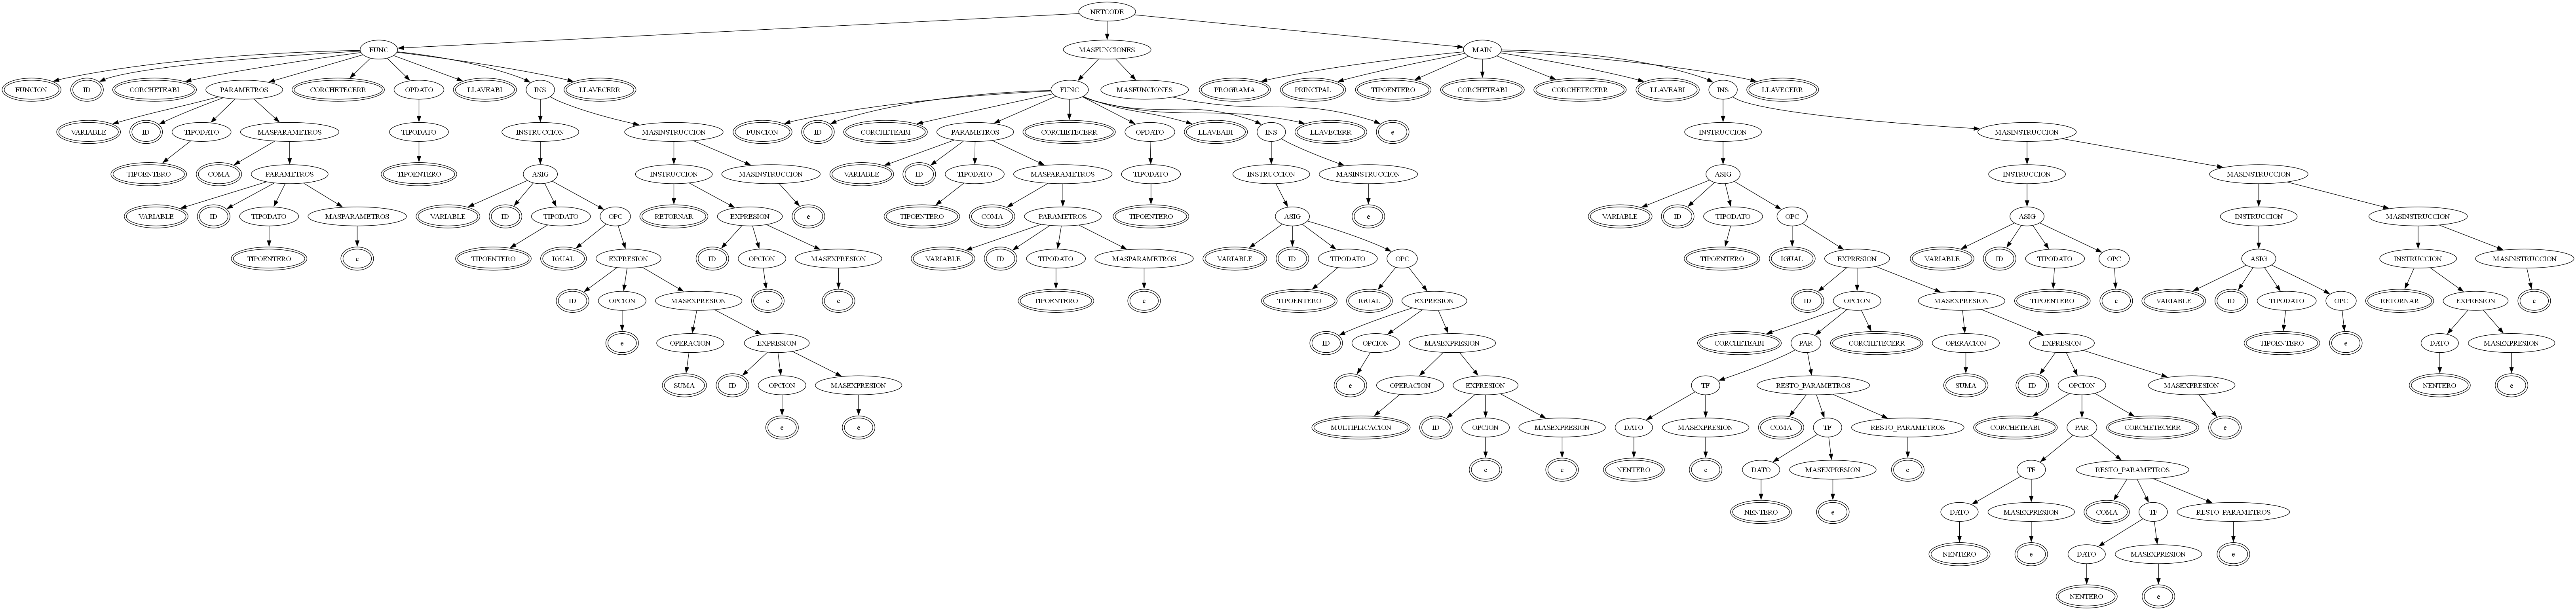 NETCODE
FUNC MASFUNCIONES MAIN
FUNCION ID CORCHETEABI PARAMETROS CORCHETECERR OPDATO LLAVEABI INS LLAVECERR FUNC MASFUNCIONES PROGRAMA PRINCIPAL TIPOENTERO CORCHETEABI CORCHETECERR LLAVEABI INS LLAVECERR
VARIABLE ID TIPODATO MASPARAMETROS TIPODATO INSTRUCCION MASINSTRUCCION FUNCION ID CORCHETEABI PARAMETROS CORCHETECERR OPDATO LLAVEABI INS LLAVECERR e INSTRUCCION MASINSTRUCCION
TIPOENTERO COMA PARAMETROS TIPOENTERO ASIG INSTRUCCION MASINSTRUCCION VARIABLE ID TIPODATO MASPARAMETROS TIPODATO INSTRUCCION MASINSTRUCCION ASIG INSTRUCCION MASINSTRUCCION
VARIABLE ID TIPODATO MASPARAMETROS VARIABLE ID TIPODATO OPC RETORNAR EXPRESION e TIPOENTERO COMA PARAMETROS TIPOENTERO ASIG e VARIABLE ID TIPODATO OPC ASIG INSTRUCCION MASINSTRUCCION
TIPOENTERO e TIPOENTERO IGUAL EXPRESION ID OPCION MASEXPRESION VARIABLE ID TIPODATO MASPARAMETROS VARIABLE ID TIPODATO OPC TIPOENTERO IGUAL EXPRESION VARIABLE ID TIPODATO OPC ASIG INSTRUCCION MASINSTRUCCION
ID OPCION MASEXPRESION e e TIPOENTERO e TIPOENTERO IGUAL EXPRESION ID OPCION MASEXPRESION TIPOENTERO e VARIABLE ID TIPODATO OPC RETORNAR EXPRESION e
e OPERACION EXPRESION ID OPCION MASEXPRESION CORCHETEABI PAR CORCHETECERR OPERACION EXPRESION TIPOENTERO e DATO MASEXPRESION
SUMA ID OPCION MASEXPRESION e OPERACION EXPRESION TF RESTO_PARAMETROS SUMA ID OPCION MASEXPRESION NENTERO e
e e MULTIPLICACION ID OPCION MASEXPRESION DATO MASEXPRESION COMA TF RESTO_PARAMETROS CORCHETEABI PAR CORCHETECERR e
e e NENTERO e DATO MASEXPRESION e TF RESTO_PARAMETROS
NENTERO e DATO MASEXPRESION COMA TF RESTO_PARAMETROS
NENTERO e DATO MASEXPRESION e
NENTERO e